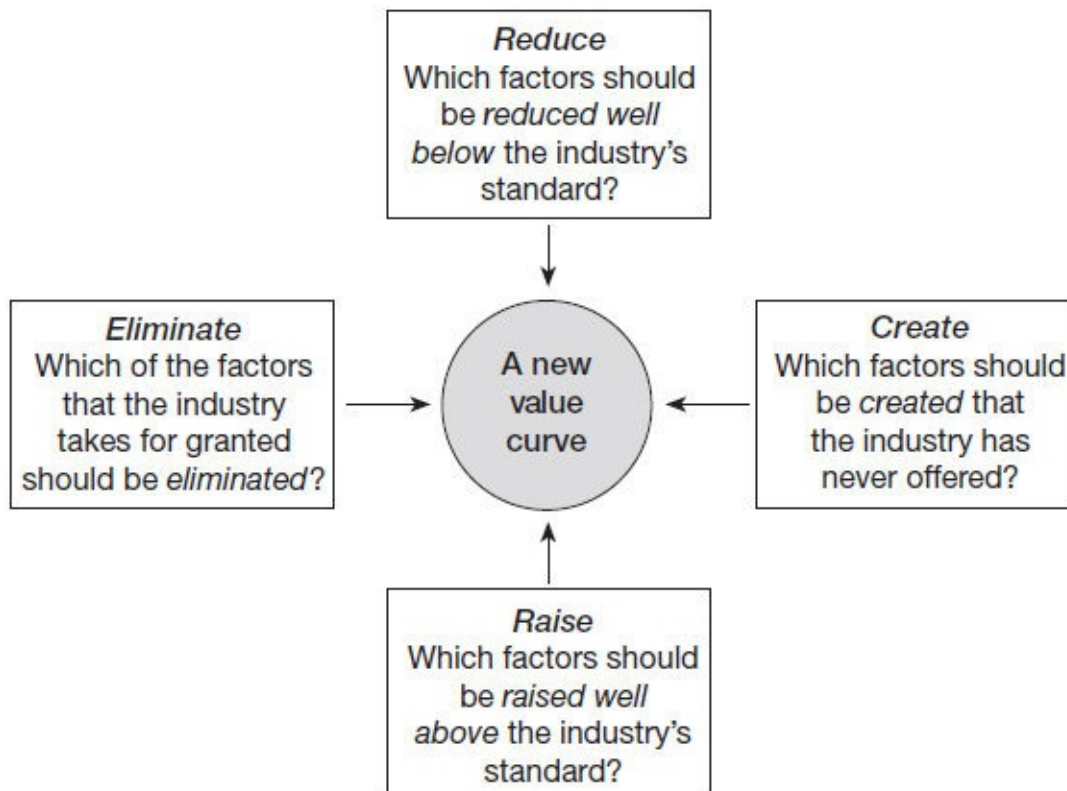 Reduce
Which factors should
be reduced well
below the industry's
standard?
Eliminate
Which of the factors
that the industry
takes for granted
should be eliminated?
A new
value
curve
Create
Which factors should
be created that
the industry has
never offered?
Raise
Which factors should
be raised well
above the industry's
standard?